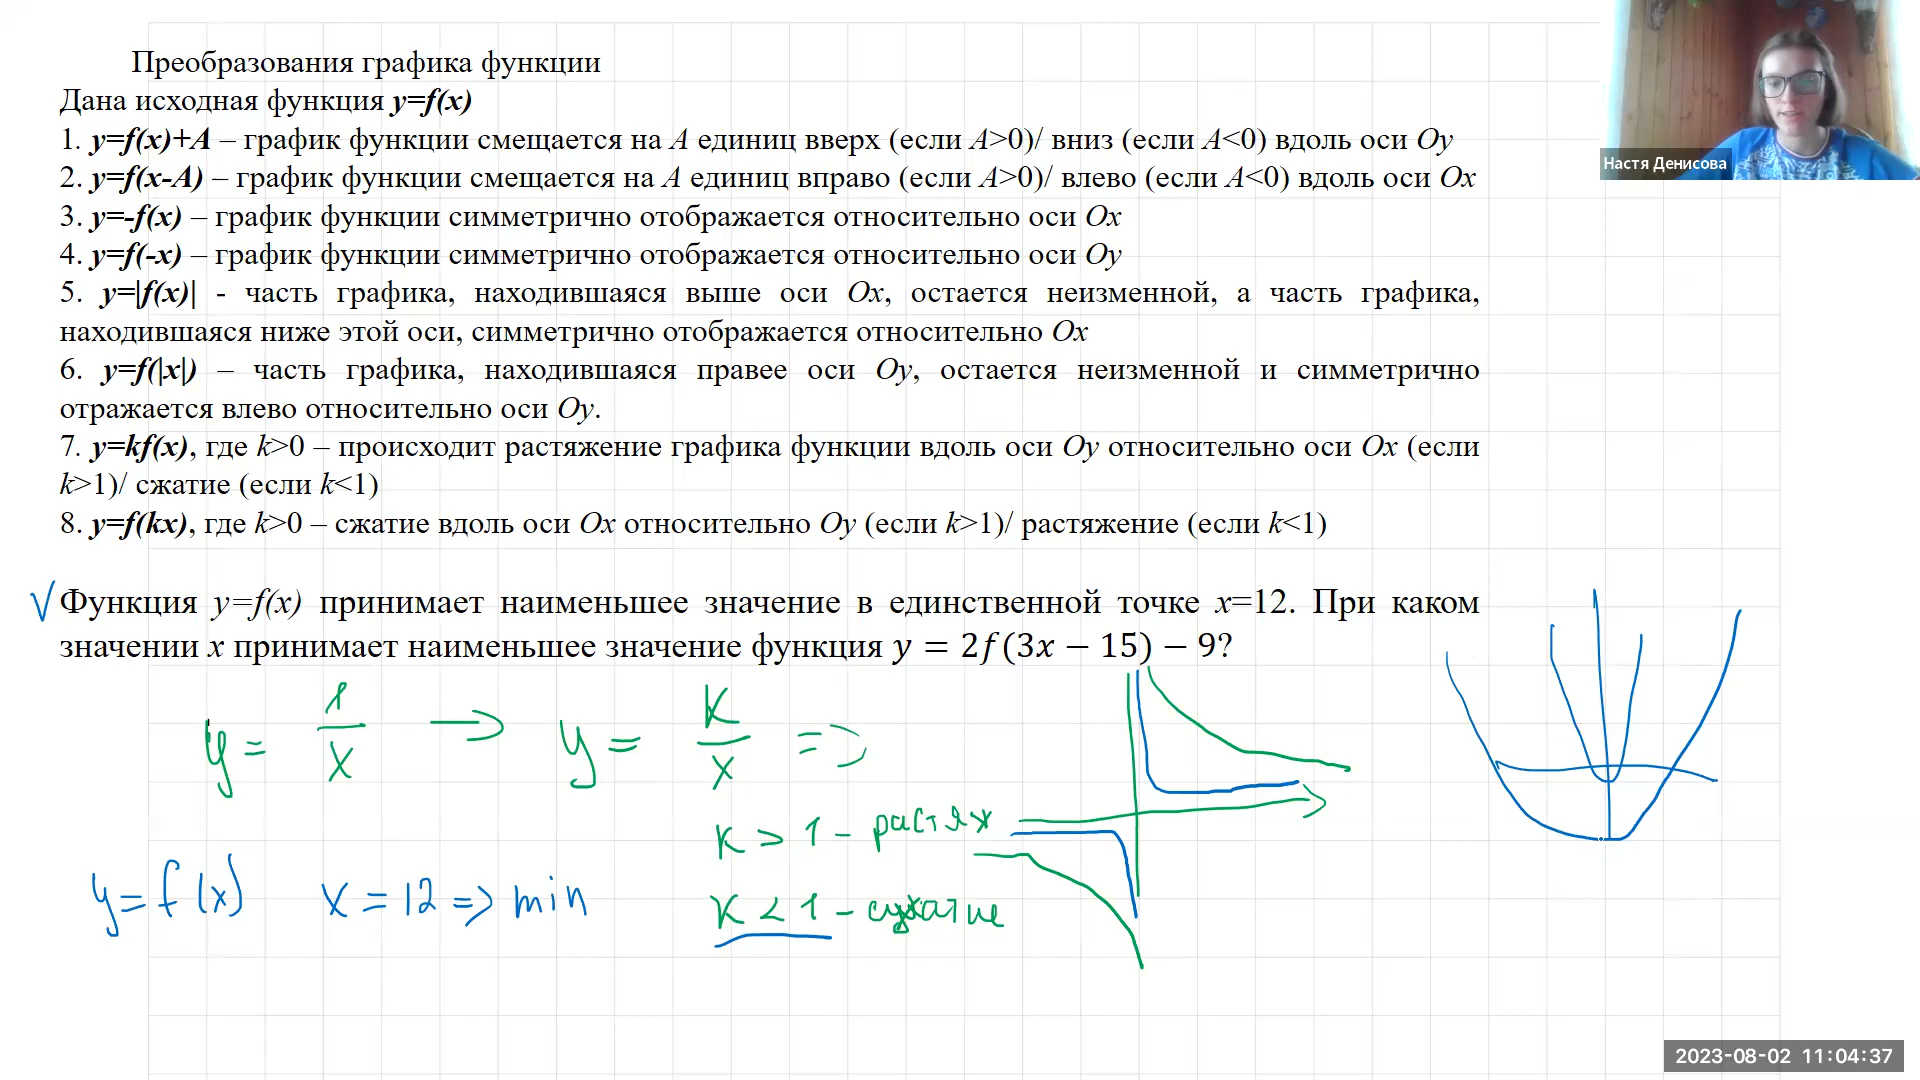 Преобразования графика функции
Дана исходная функция y=f(x)
1. y=f(x)+A – график функции смещается на A единиц вверх (если A>0)/ вниз (если A<0) вдоль оси Oy
2. y=f(x-A) – график функции смещается на A единиц вправо (если A>0)/ влево (если A<0) вдоль оси Ox
3. y=-f(x) – график функции симметрично отображается относительно оси Ox
4. y=f(-x) – график функции симметрично отображается относительно оси Oy
5. y=|f(x)| - часть графика, находившаяся выше оси Ox, остается неизменной, а часть графика,
находившаяся ниже этой оси, симметрично отображается относительно Ox
6. y=f(|x|) – часть графика, находившаяся правее оси Oy, остается неизменной и симметрично
отражается влево относительно оси Oy.
7. y=kf(x), где k>0 – происходит растяжение графика функции вдоль оси Oy относительно оси Ox (если
k>1)/ сжатие (если k<1)
8. y=f(kx), где k>0 – сжатие вдоль оси Ox относительно Oy (если k>1)/ растяжение (если k<1)
Функция y=f(x) принимает наименьшее значение в единственной точке x=12. При каком
значении x принимает наименьшее значение функция y = 2f(3x − 15) − 9?
y = 1/x → y = k/x =>
k > 1 - растяж
k < 1 - сжатие
y = f(x) x = 12 => min
Настя Денисова
2023-08-02 11:04:37